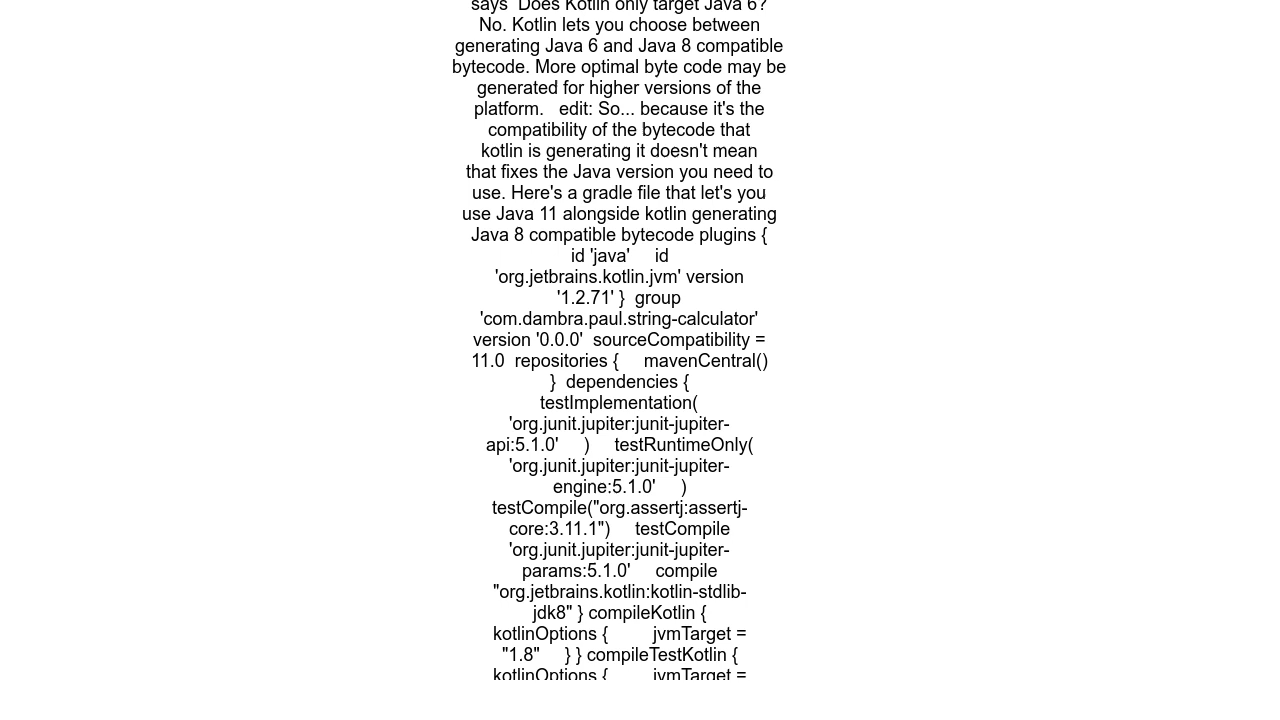 says  Does Kotlin only target Java 6?
No. Kotlin lets you choose between
generating Java 6 and Java 8 compatible
bytecode. More optimal byte code may be
generated for higher versions of the
platform.   edit: So... because it's the
compatibility of the bytecode that
kotlin is generating it doesn't mean
that fixes the Java version you need to
use. Here's a gradle file that let's you
use Java 11 alongside kotlin generating
Java 8 compatible bytecode plugins {
id 'java'     id
'org.jetbrains.kotlin.jvm' version
'1.2.71' }  group
'com.dambra.paul.string-calculator'
version '0.0.0'  sourceCompatibility =
11.0  repositories {     mavenCentral()
}  dependencies {
testImplementation(
'org.junit.jupiter:junit-jupiter-
api:5.1.0'     )     testRuntimeOnly(
'org.junit.jupiter:junit-jupiter-
engine:5.1.0'     )
testCompile("org.assertj:assertj-
core:3.11.1")     testCompile
'org.junit.jupiter:junit-jupiter-
params:5.1.0'     compile
"org.jetbrains.kotlin:kotlin-stdlib-
jdk8" } compileKotlin {
kotlinOptions {         jvmTarget =
"1.8"     } } compileTestKotlin {
kotlinOptions {         jvmTarget =